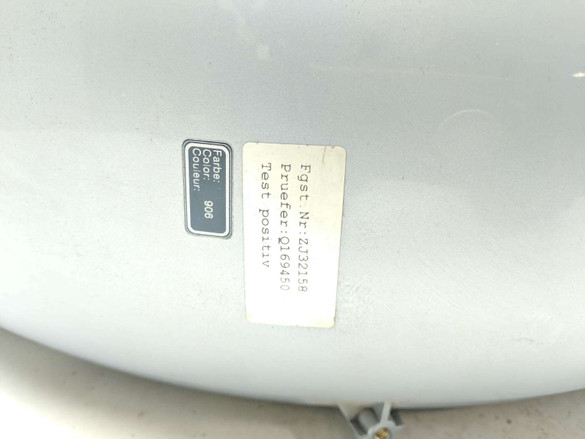 Farbe:
Color: 906
Couleur:
Fgst.Nr:ZJ32158
Pruefer:Q169450
Test positiv